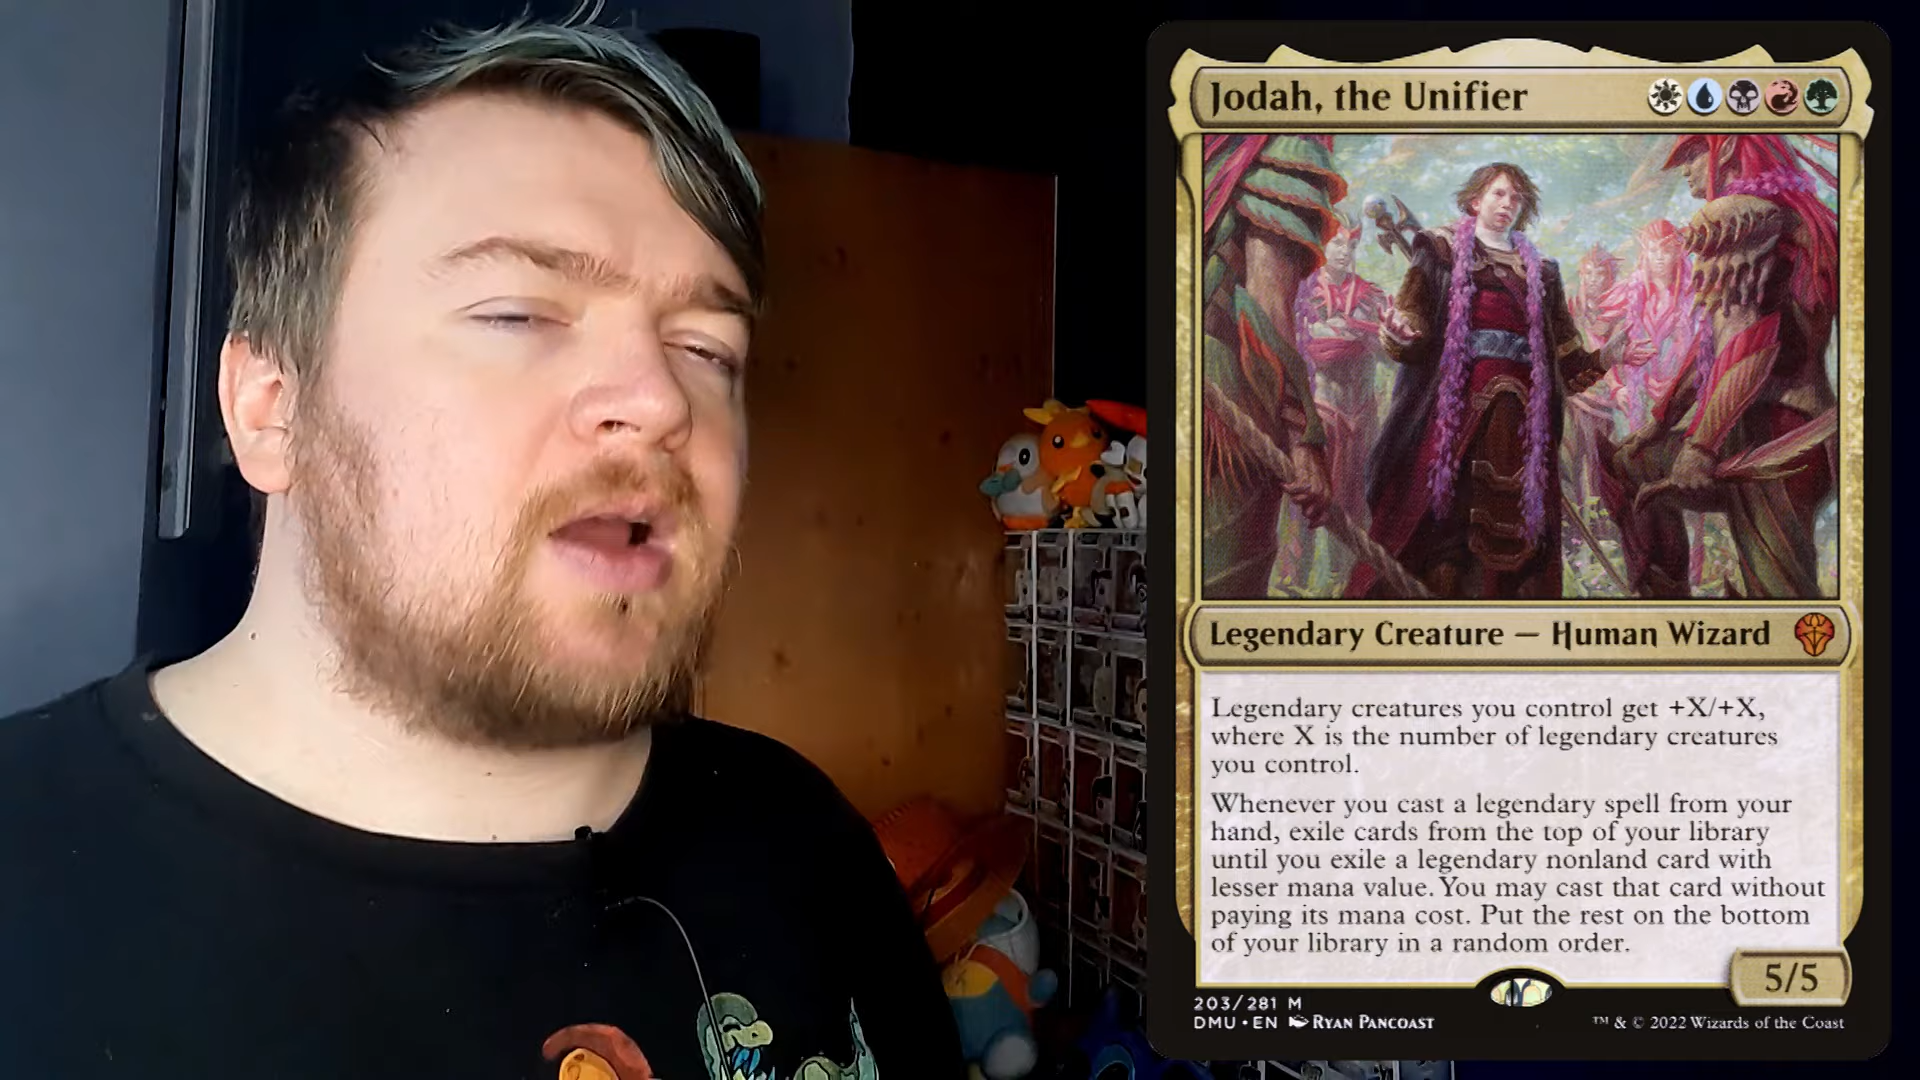 Jodah, the Unifier
Legendary Creature — Human Wizard
Legendary creatures you control get +X/+X,
where X is the number of legendary creatures
you control.
Whenever you cast a legendary spell from your
hand, exile cards from the top of your library
until you exile a legendary nonland card with
lesser mana value. You may cast that card without
paying its mana cost. Put the rest on the bottom
of your library in a random order.
5/5
203/281 M
DMU • EN Ryan Pancoast
™ & © 2022 Wizards of the Coast